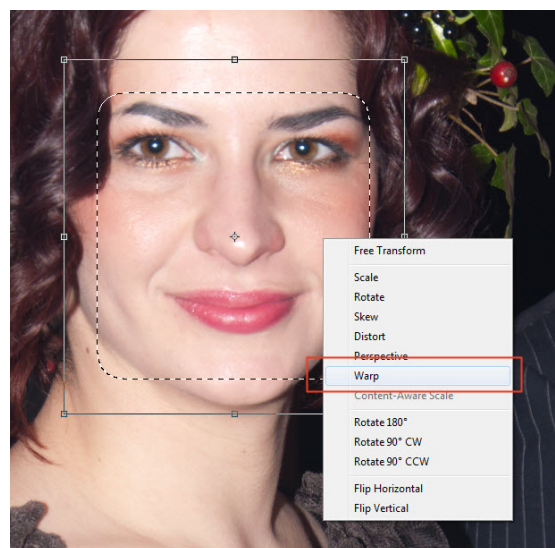 Free Transform
Scale
Rotate
Skew
Distort
Perspective
Warp
Content-Aware Scale
Rotate 180°
Rotate 90° CW
Rotate 90° CCW
Flip Horizontal
Flip Vertical